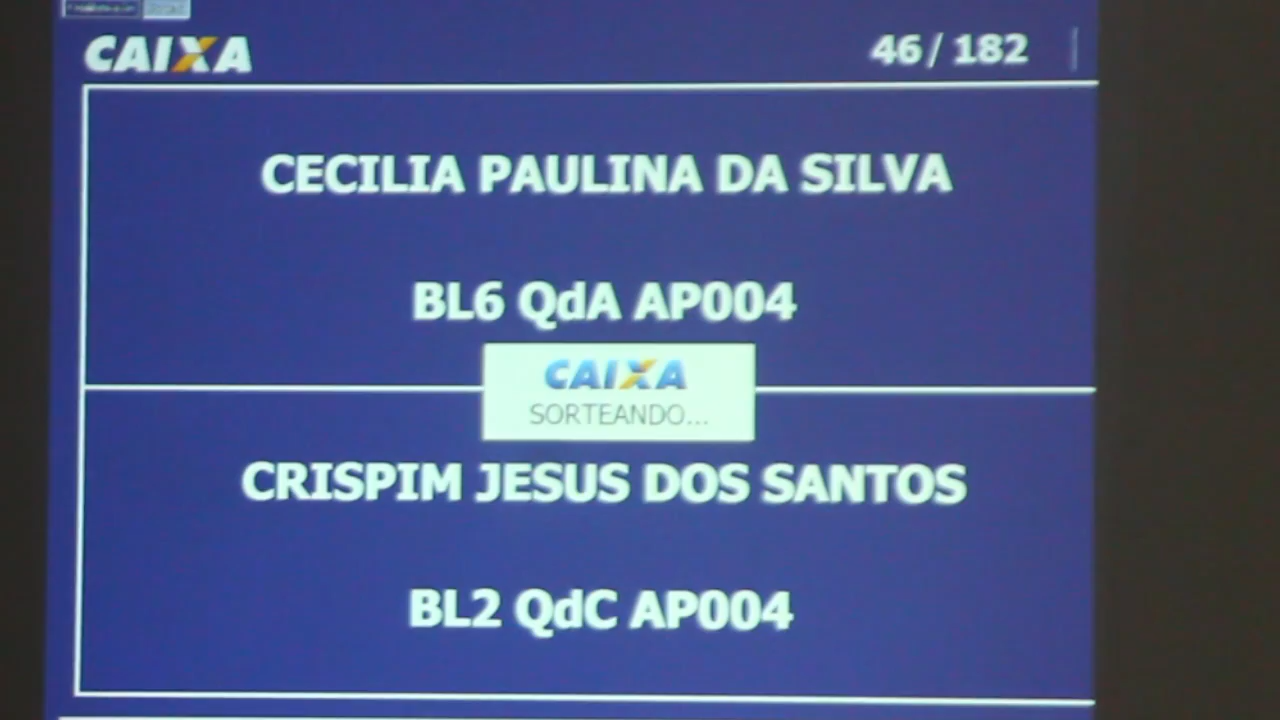 CAIXA
46/182
CECILIA PAULINA DA SILVA
BL6 QdA AP004
CAIXA
SORTEANDO...
CRISPIM JESUS DOS SANTOS
BL2 QdC AP004